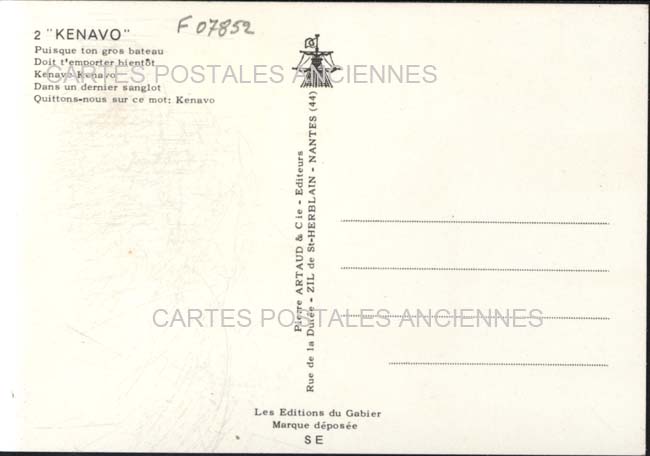 F 07852
2 "KENAVO"
Puisque ton gros bateau
Doit t'emporter bientôt
Kenavo Kenavo
Dans un dernier sanglot
Quittons-nous sur ce mot: Kenavo
CARTES POSTALES ANCIENNES
Pierre ARTAUD & Cie - Editeurs
Rue de la Durée - ZIL de St-HERBLAIN - NANTES (44)
CARTES POSTALES ANCIENNES
Les Editions du Gabier
Marque déposée
SE